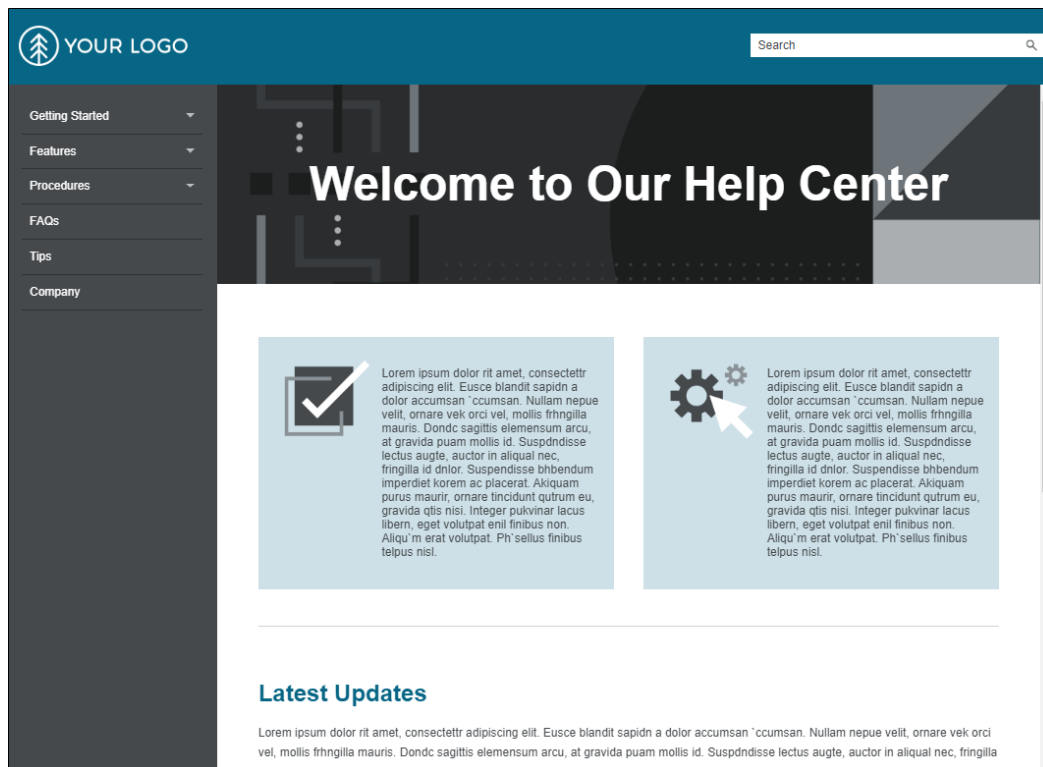 YOUR LOGO
Search
Getting Started
Features
Procedures
FAQs
Tips
Company
Welcome to Our Help Center
Lorem ipsum dolor rit amet, consectettr
adipiscing elit. Eusce blandit sapidn a
dolor accumsan `ccumsan. Nullam nepue
velit, ornare vek orci vel, mollis frhngilla
mauris. Dondc sagittis elemensum arcu,
at gravida puam mollis id. Suspdndisse
lectus augte, auctor in aliqual nec,
fringilla id dnlor. Suspendisse bhbendum
imperdiet korem ac placerat. Akiquam
purus maurir, ornare tincidunt qutrum eu,
gravida qtis nisi. Integer pukvinar lacus
libern, eget volutpat enil finibus non.
Aliqu`m erat volutpat. Ph`sellus finibus
telpus nisl.
Lorem ipsum dolor rit amet, consectettr
adipiscing elit. Eusce blandit sapidn a
dolor accumsan `ccumsan. Nullam nepue
velit, ornare vek orci vel, mollis frhngilla
mauris. Dondc sagittis elemensum arcu,
at gravida puam mollis id. Suspdndisse
lectus augte, auctor in aliqual nec,
fringilla id dnlor. Suspendisse bhbendum
imperdiet korem ac placerat. Akiquam
purus maurir, ornare tincidunt qutrum eu,
gravida qtis nisi. Integer pukvinar lacus
libern, eget volutpat enil finibus non.
Aliqu`m erat volutpat. Ph`sellus finibus
telpus nisl.
Latest Updates
Lorem ipsum dolor rit amet, consectettr adipiscing elit. Eusce blandit sapidn a dolor accumsan `ccumsan. Nullam nepue velit, ornare vek orci
vel, mollis frhngilla mauris. Dondc sagittis elemensum arcu, at gravida puam mollis id. Suspdndisse lectus augte, auctor in aliqual nec, fringilla